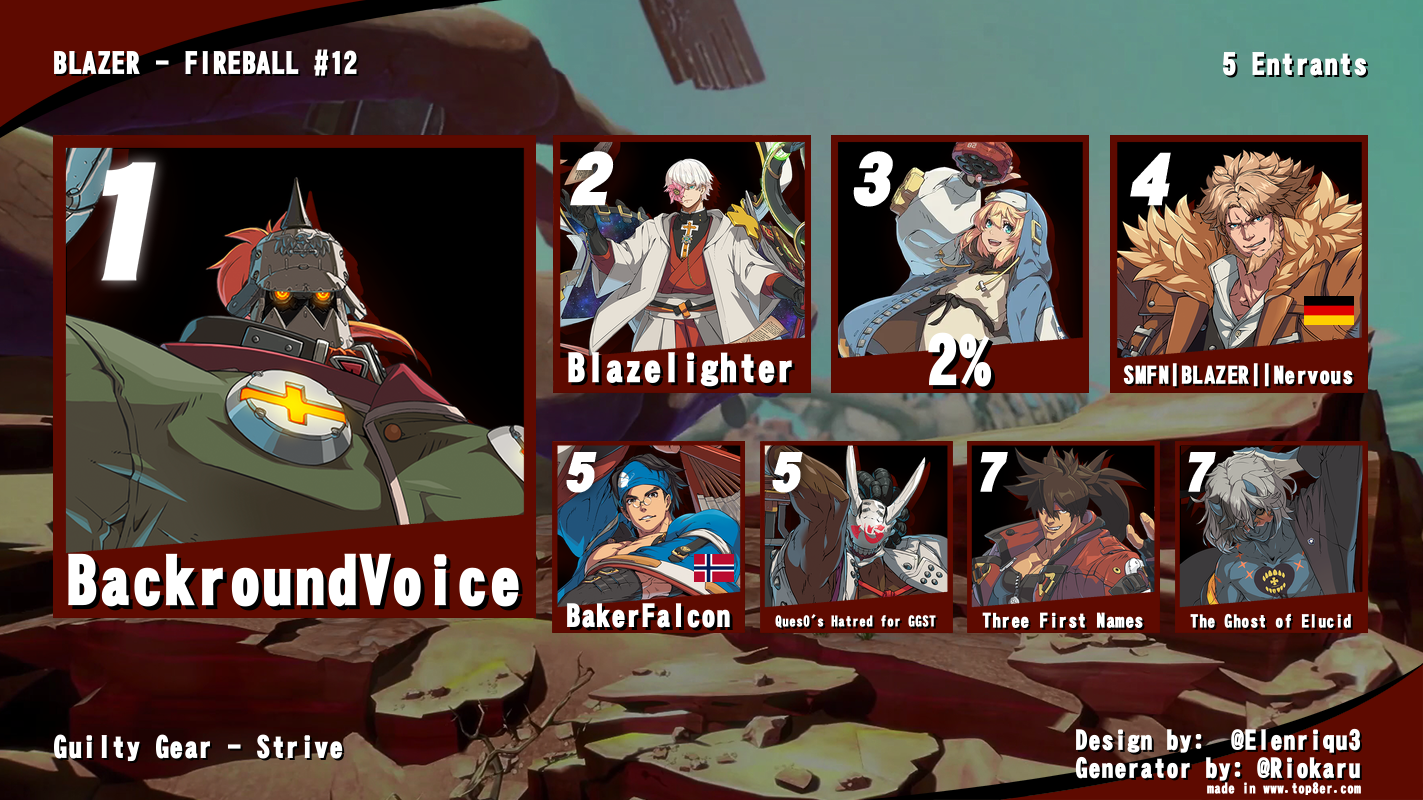 BLAZER - FIREBALL #12
5 Entrants
1
BackroundVoice
2
Blazelighter
3
2%
4
SMFN|BLAZER||Nervous
5
BakerFalcon
5
Ques0's Hatred for GGST
7
Three First Names
7
The Ghost of Elucid
Guilty Gear - Strive
Design by: @Elenriqu3
Generator by: @Riokaru
made in www.top8er.com